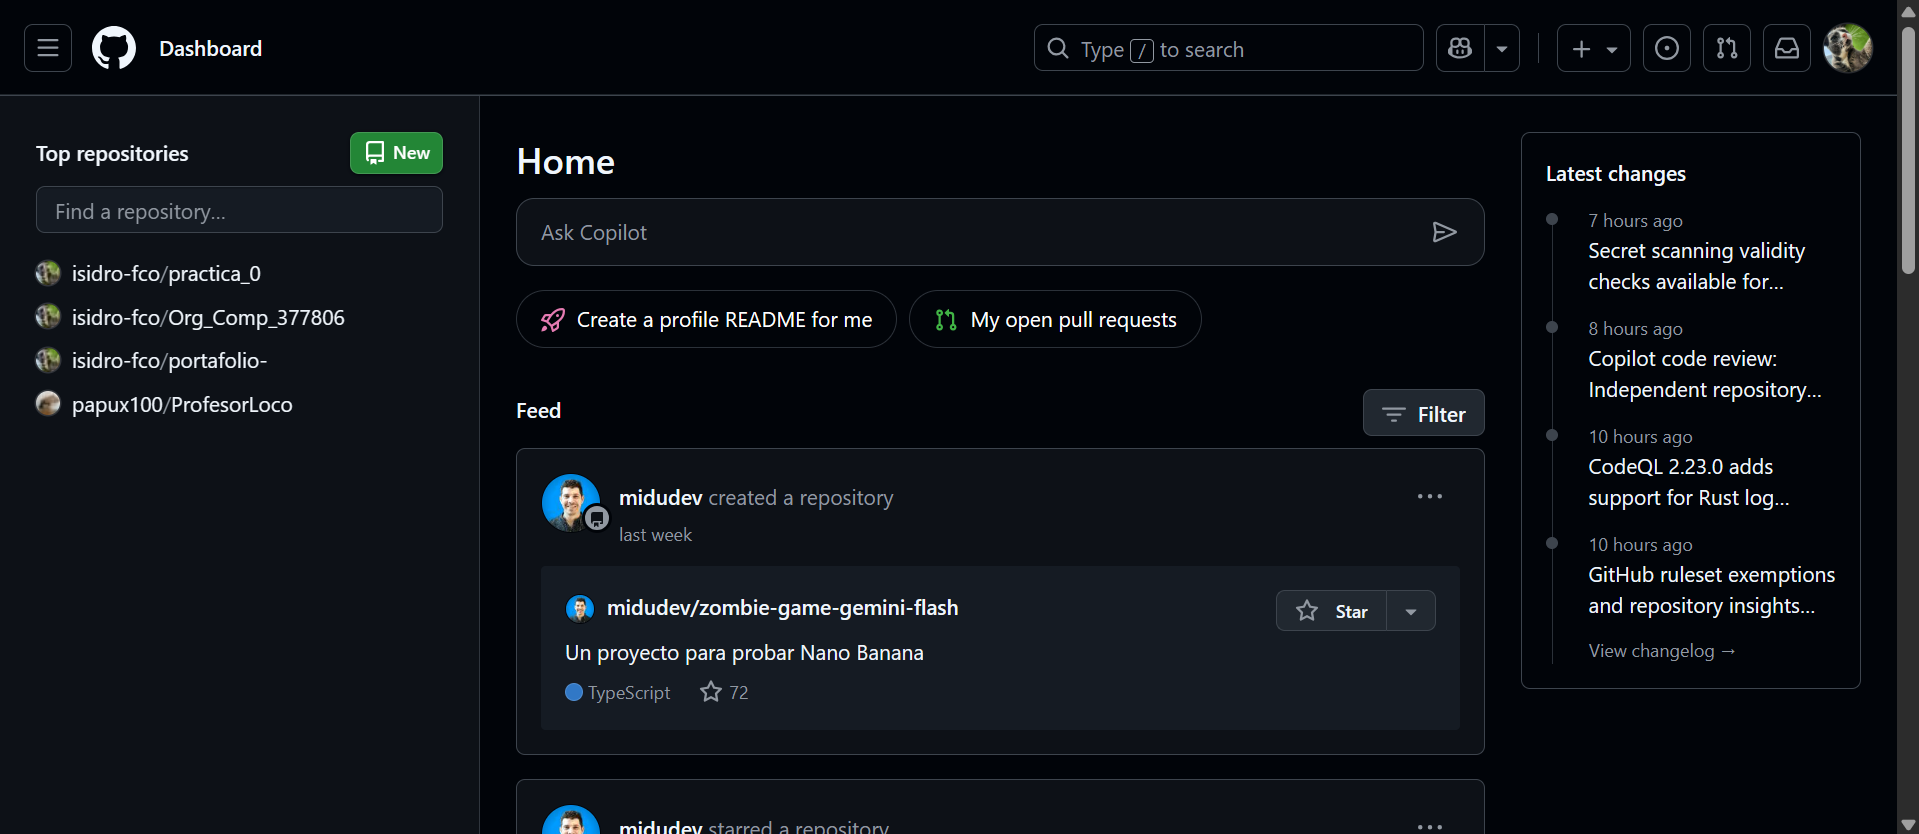 Dashboard
Type / to search
Top repositories
New
Find a repository...
isidro-fco/practica_0
isidro-fco/Org_Comp_377806
isidro-fco/portafolio-
papux100/ProfesorLoco
Home
Ask Copilot
Create a profile README for me
My open pull requests
Feed
Filter
midudev created a repository
last week
midudev/zombie-game-gemini-flash
Star
Un proyecto para probar Nano Banana
TypeScript
72
midudev starred a repository
Latest changes
7 hours ago
Secret scanning validity
checks available for...
8 hours ago
Copilot code review:
Independent repository...
10 hours ago
CodeQL 2.23.0 adds
support for Rust log...
10 hours ago
GitHub ruleset exemptions
and repository insights...
View changelog →